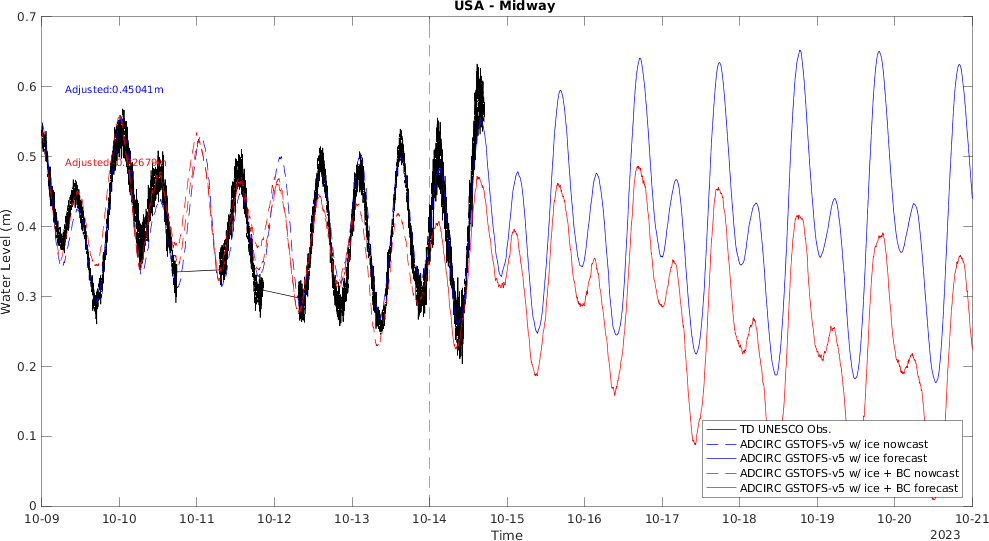 USA - Midway
0.7
0.6
0.5
0.4
0.3
0.2
0.1
0
Water Level (m)
Adjusted:0.45041m
10-09
10-10
10-11
10-12
10-13
10-14
10-15
10-16
10-17
10-18
10-19
10-20
10-21
2023
Time
TD UNESCO Obs.
ADCIRC GSTOFS-v5 w/ ice nowcast
ADCIRC GSTOFS-v5 w/ ice forecast
ADCIRC GSTOFS-v5 w/ ice + BC nowcast
ADCIRC GSTOFS-v5 w/ ice + BC forecast